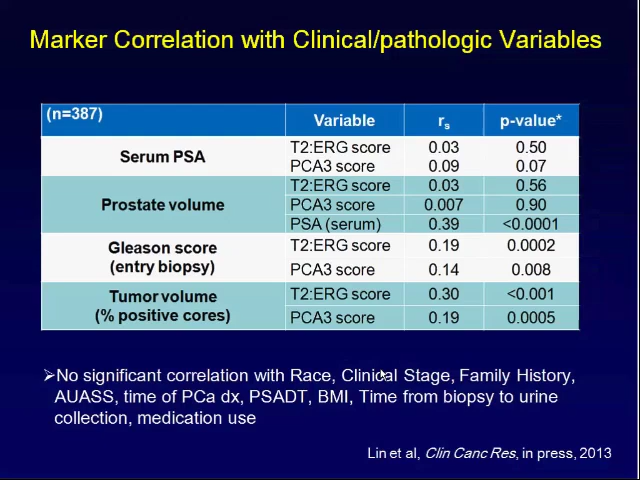 Marker Correlation with Clinical/pathologic Variables
(n=387) Variable rs p-value*
Serum PSA T2:ERG score 0.03 0.50
PCA3 score 0.09 0.07
Prostate volume T2:ERG score 0.03 0.56
PCA3 score 0.007 0.90
PSA (serum) 0.39 <0.0001
Gleason score (entry biopsy) T2:ERG score 0.19 0.0002
PCA3 score 0.14 0.008
Tumor volume (% positive cores) T2:ERG score 0.30 <0.001
PCA3 score 0.19 0.0005
➢No significant correlation with Race, Clinical Stage, Family History,
AUASS, time of PCa dx, PSADT, BMI, Time from biopsy to urine
collection, medication use
Lin et al, Clin Canc Res, in press, 2013